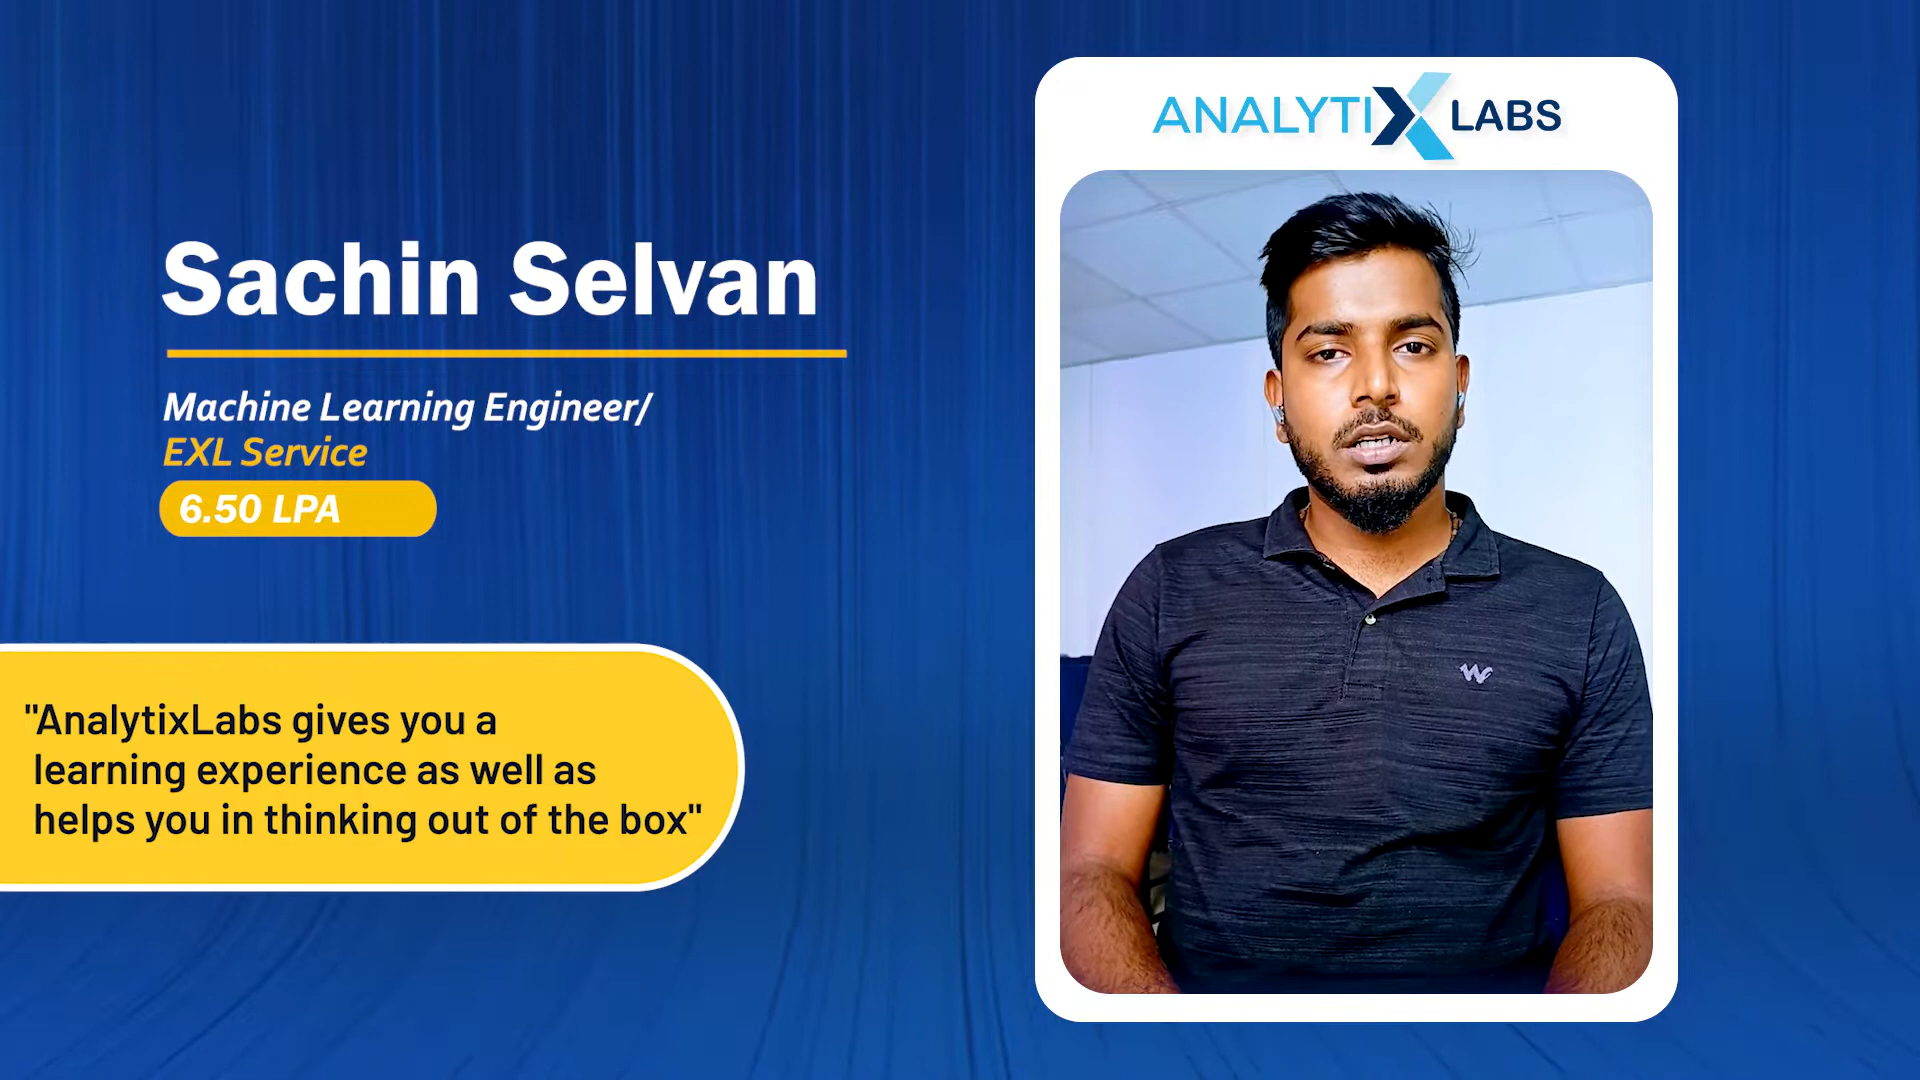 ANALYTIX LABS
Sachin Selvan
Machine Learning Engineer/
EXL Service
6.50 LPA
"AnalytixLabs gives you a
learning experience as well as
helps you in thinking out of the box"
W